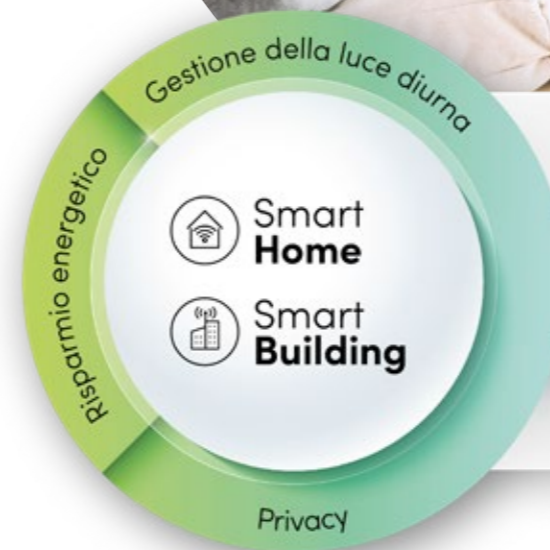 Gestione della luce diurna
Risparmio energetico
Smart
Home
Smart
Building
Privacy